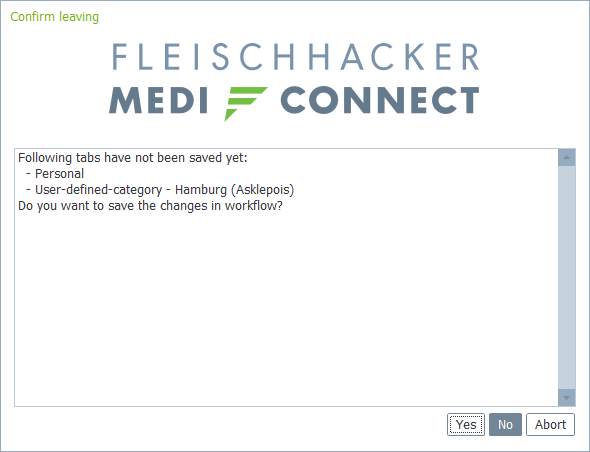 Confirm leaving
FLEISCHHACKER
MEDI CONNECT
Following tabs have not been saved yet:
- Personal
- User-defined-category - Hamburg (Asklepois)
Do you want to save the changes in workflow?
Yes No Abort